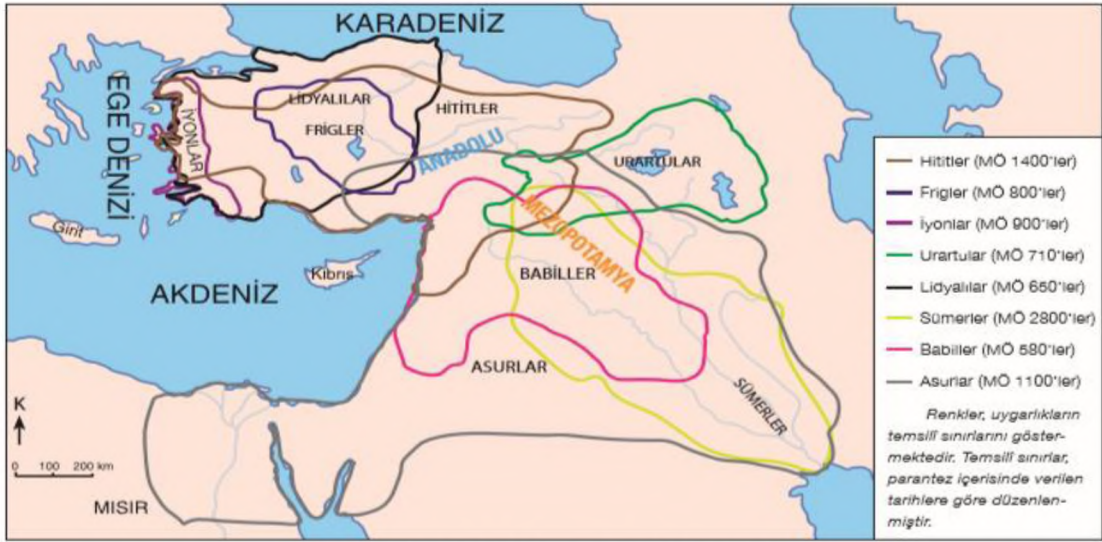 KARADENİZ
EGE DENİZİ
İYONLAR
LİDYALILAR
FRİGLER
HİTİTLER
ANADOLU
URARTULAR
MEZOPOTAMYA
BABİLLER
Girit
Kıbrıs
AKDENİZ
ASURLAR
SÜMERLER
K
0 100 200 km
MISIR
Hititler (MÖ 1400'ler)
Frigler (MÖ 800'ler)
İyonlar (MÖ 900'ler)
Urartular (MÖ 710'ler)
Lidyalılar (MÖ 650'ler)
Sümerler (MÖ 2800'ler)
Babiller (MÖ 580'ler)
Asurlar (MÖ 1100'ler)
Renkler, uygarlıkların
temsilî sınırlarını göster-
mektedir. Temsilî sınırlar,
parantez içerisinde verilen
tarihlere göre düzenlen-
miştir.